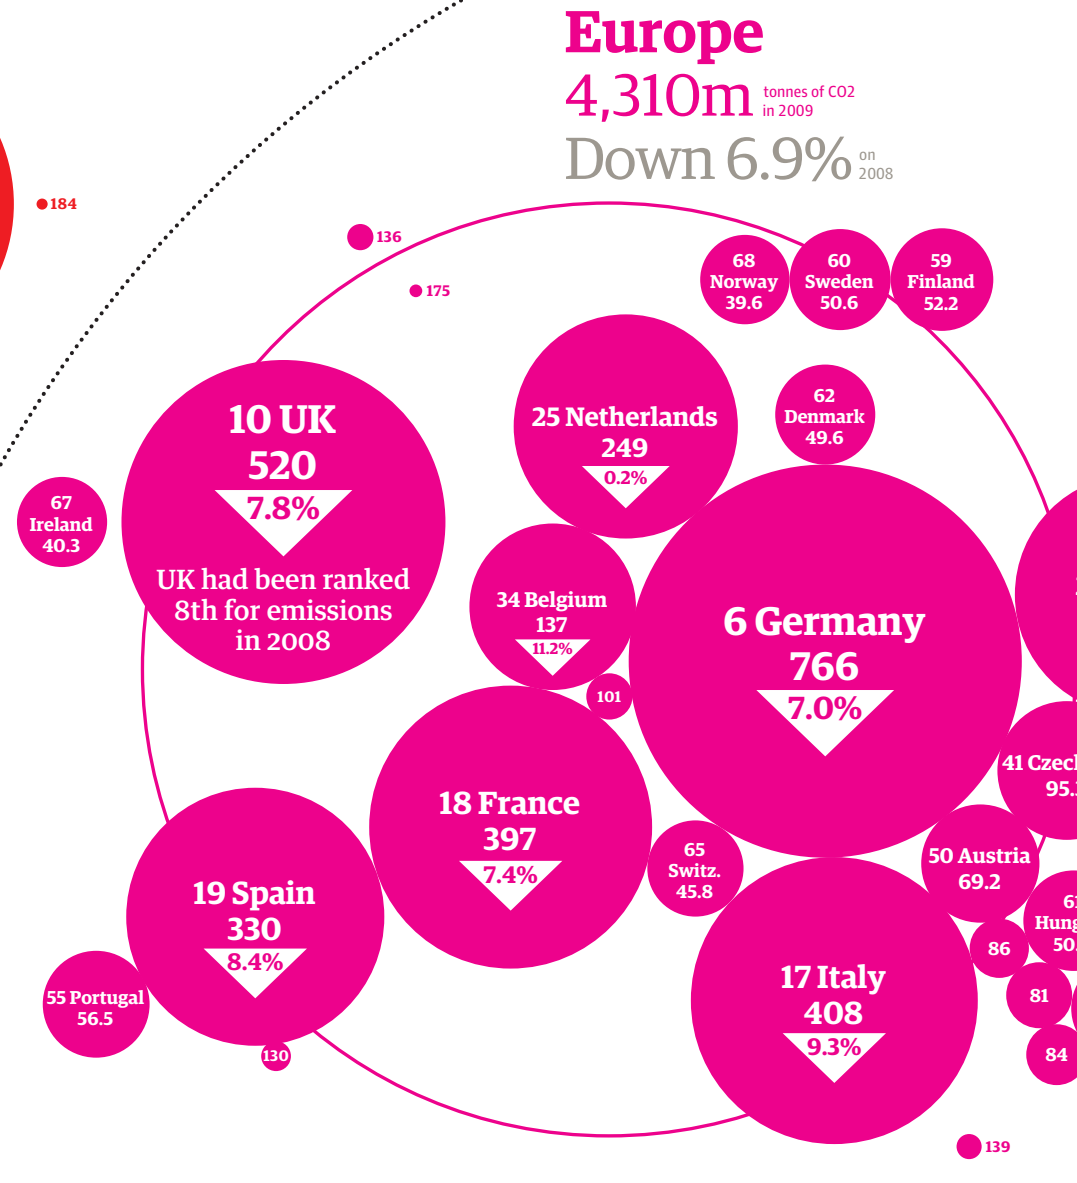 Europe
4,310m tonnes of CO2
in 2009
Down 6.9% on
2008
184
136
175
68
Norway
39.6
60
Sweden
50.6
59
Finland
52.2
10 UK
520
7.8%
UK had been ranked
8th for emissions
in 2008
25 Netherlands
249
0.2%
62
Denmark
49.6
67
Ireland
40.3
34 Belgium
137
11.2%
6 Germany
766
7.0%
101
18 France
397
7.4%
41 Czech
95.
65
Switz.
45.8
50 Austria
69.2
19 Spain
330
8.4%
Hung
50.
86
17 Italy
408
9.3%
81
55 Portugal
56.5
130
84
139